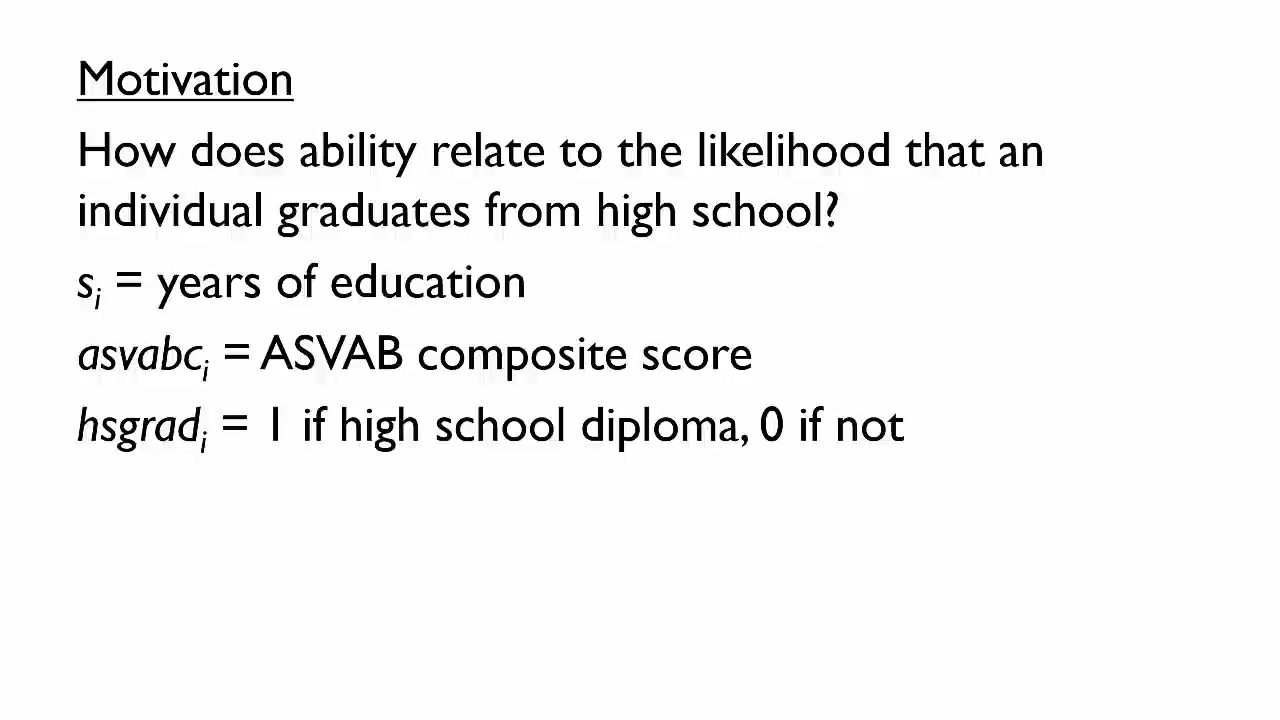 Motivation
How does ability relate to the likelihood that an
individual graduates from high school?
sᵢ = years of education
asvabcᵢ = ASVAB composite score
hsgradᵢ = 1 if high school diploma, 0 if not